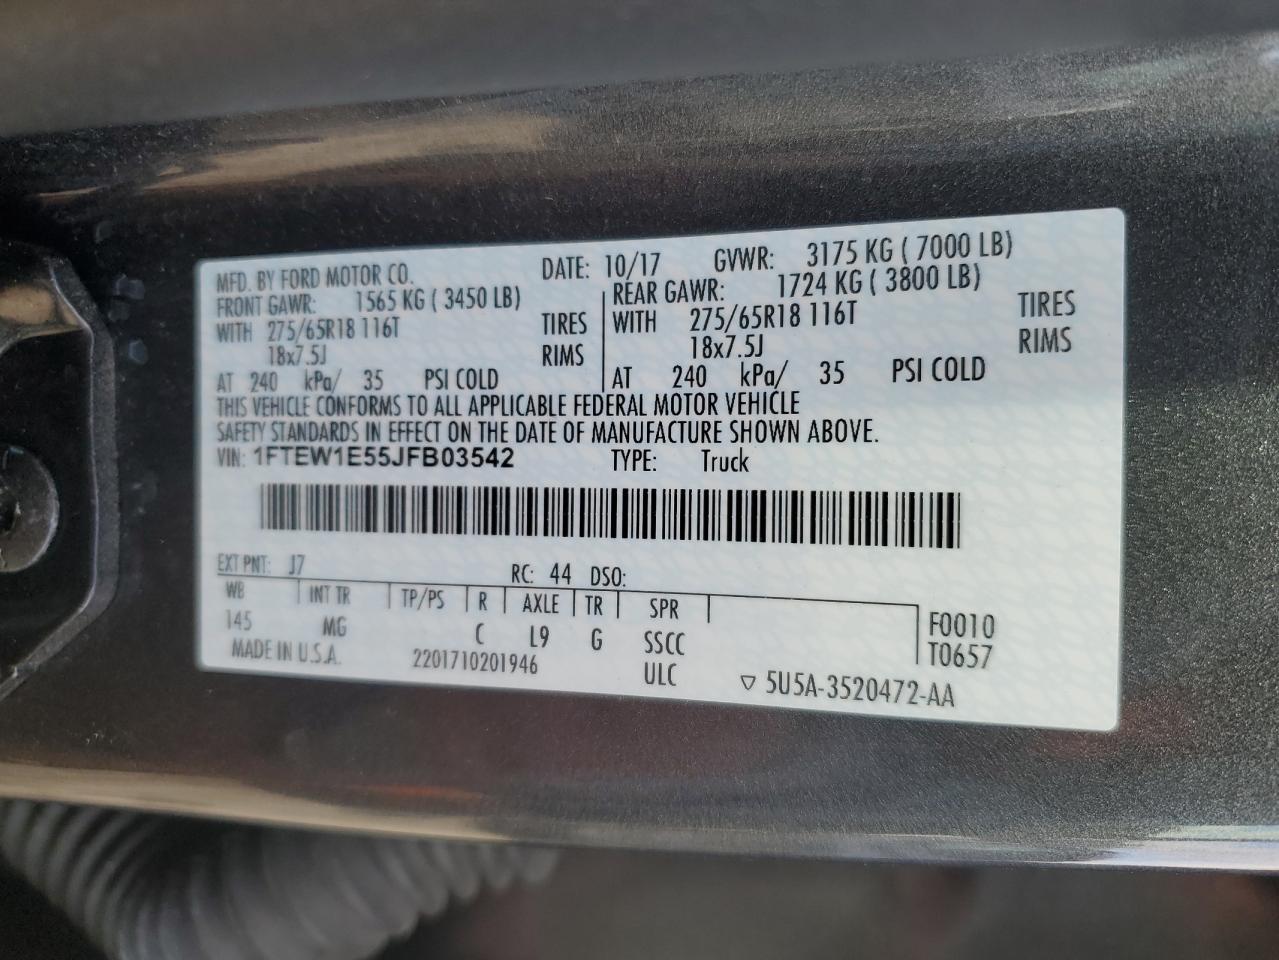 MFD. BY FORD MOTOR CO. DATE: 10/17 GVWR: 3175 KG ( 7000 LB)
FRONT GAWR: 1565 KG ( 3450 LB) REAR GAWR: 1724 KG ( 3800 LB)
WITH 275/65R18 116T TIRES WITH 275/65R18 116T TIRES
18x7.5J RIMS 18x7.5J RIMS
AT 240 kPa/ 35 PSI COLD AT 240 kPa/ 35 PSI COLD
THIS VEHICLE CONFORMS TO ALL APPLICABLE FEDERAL MOTOR VEHICLE
SAFETY STANDARDS IN EFFECT ON THE DATE OF MANUFACTURE SHOWN ABOVE.
VIN: 1FTEW1E55JFB03542 TYPE: Truck
EXT PNT: J7 RC: 44 DSO:
WB INT TR TP/PS R AXLE TR SPR F0010
145 MG C L9 G SSCC T0657
MADE IN U.S.A. 2201710201946 ULC ▽ 5U5A-3520472-AA